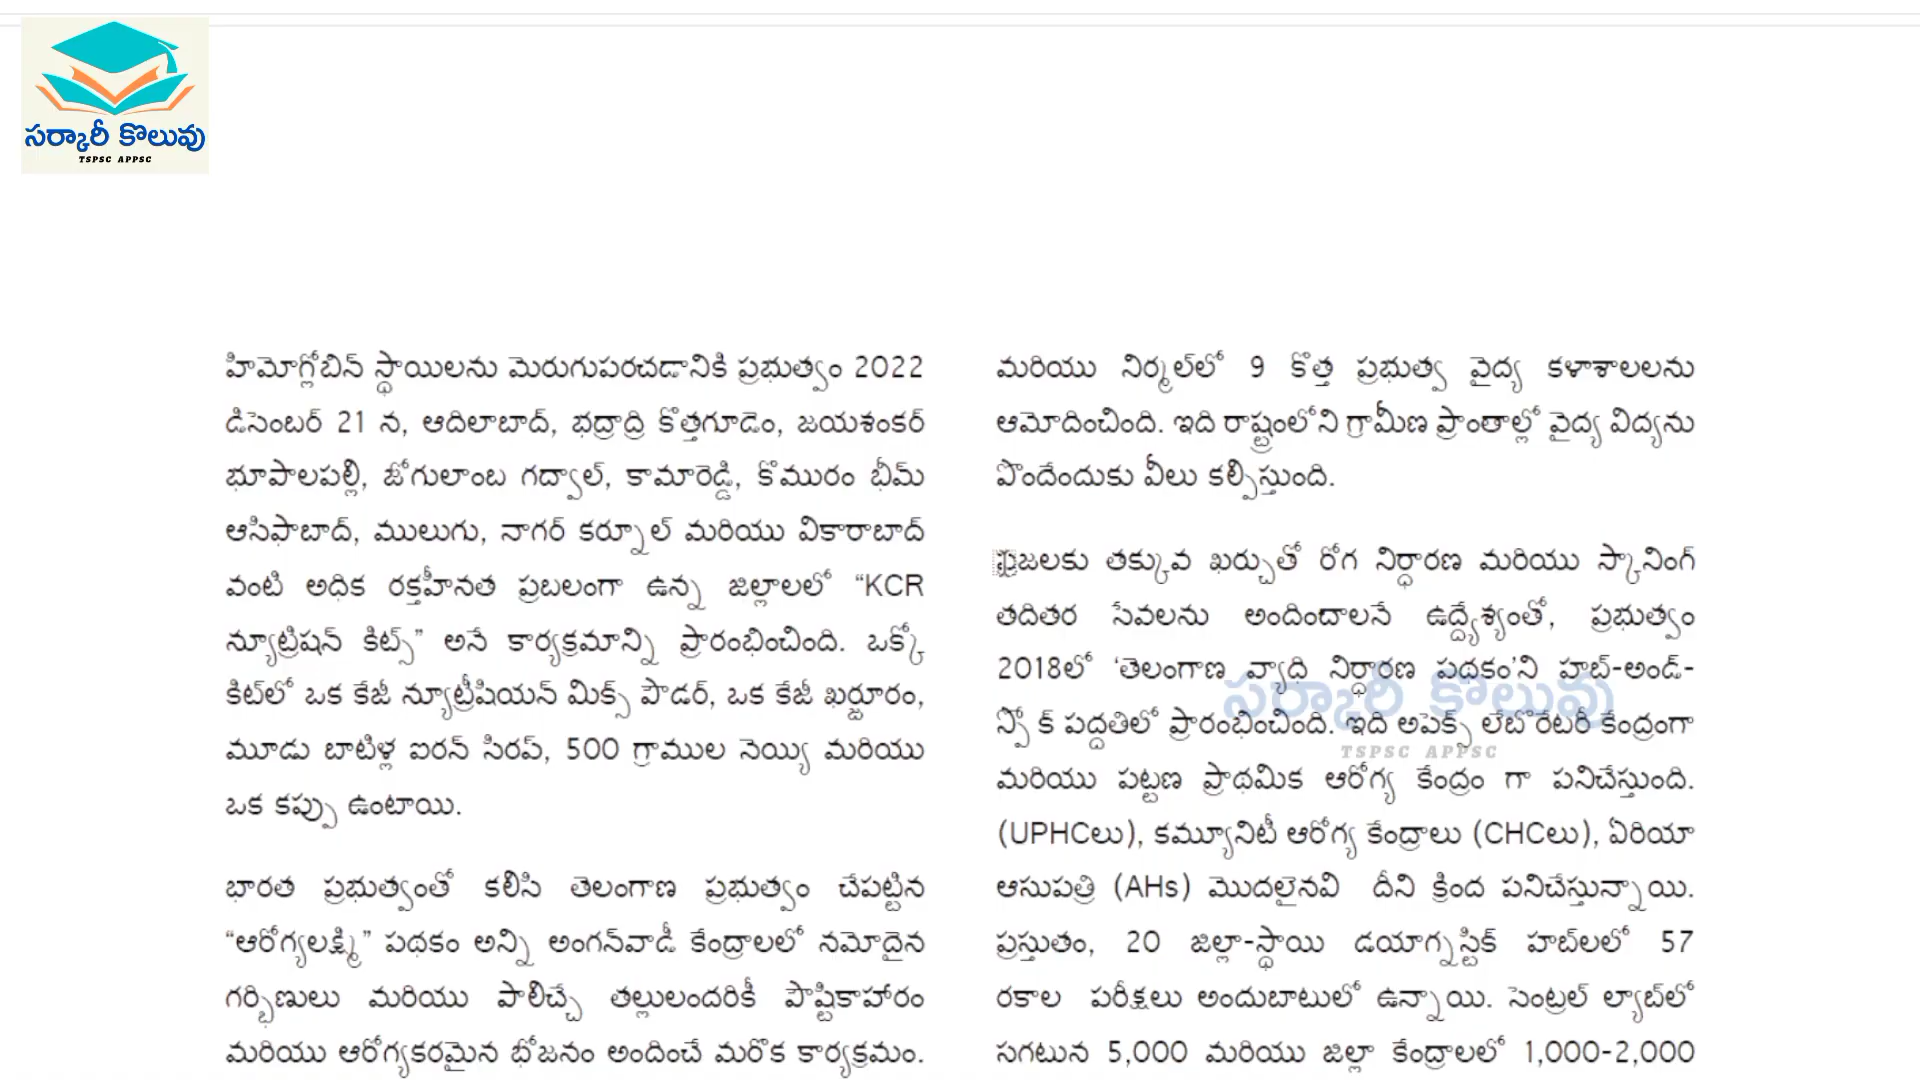 సర్కారీ కొలువు
TSPSC APPSC
హిమోగ్లోబిన్ స్థాయిలను మెరుగుపరచడానికి ప్రభుత్వం 2022
డిసెంబర్ 21 న, ఆదిలాబాద్, భద్రాద్రి కొత్తగూడెం, జయశంకర్
భూపాలపల్లి, జోగులాంబ గద్వాల్, కామారెడ్డి, కొమురం భీమ్
ఆసిఫాబాద్, ములుగు, నాగర్ కర్నూల్ మరియు వికారాబాద్
వంటి అధిక రక్తహీనత ప్రబలంగా ఉన్న జిల్లాలలో “KCR
న్యూట్రిషన్ కిట్స్” అనే కార్యక్రమాన్ని ప్రారంభించింది. ఒక్కో
కిట్‌లో ఒక కేజీ న్యూట్రీషియన్ మిక్స్ పౌడర్, ఒక కేజీ ఖర్జూరం,
మూడు బాటిళ్ల ఐరన్ సిరప్, 500 గ్రాముల నెయ్యి మరియు
ఒక కప్పు ఉంటాయి.
భారత ప్రభుత్వంతో కలిసి తెలంగాణ ప్రభుత్వం చేపట్టిన
“ఆరోగ్యలక్ష్మి” పథకం అన్ని అంగన్‌వాడీ కేంద్రాలలో నమోదైన
గర్భిణులు మరియు పాలిచ్చే తల్లులందరికీ పౌష్టికాహారం
మరియు ఆరోగ్యకరమైన భోజనం అందించే మరొక కార్యక్రమం.
మరియు నిర్మల్‌లో 9 కొత్త ప్రభుత్వ వైద్య కళాశాలలను
ఆమోదించింది. ఇది రాష్ట్రంలోని గ్రామీణ ప్రాంతాల్లో వైద్య విద్యను
పొందేందుకు వీలు కల్పిస్తుంది.
ప్రజలకు తక్కువ ఖర్చుతో రోగ నిర్ధారణ మరియు స్కానింగ్
తదితర సేవలను అందించాలనే ఉద్దేశ్యంతో, ప్రభుత్వం
2018లో ‘తెలంగాణ వ్యాధి నిర్ధారణ పథకం’ని హబ్-అండ్-
స్పోక్ పద్ధతిలో ప్రారంభించింది. ఇది అపెక్స్ లేబొరేటరీ కేంద్రంగా
మరియు పట్టణ ప్రాథమిక ఆరోగ్య కేంద్రం గా పనిచేస్తుంది.
(UPHCలు), కమ్యూనిటీ ఆరోగ్య కేంద్రాలు (CHCలు), ఏరియా
ఆసుపత్రి (AHs) మొదలైనవి దీని క్రింద పనిచేస్తున్నాయి.
ప్రస్తుతం, 20 జిల్లా-స్థాయి డయాగ్నస్టిక్ హబ్‌లలో 57
రకాల పరీక్షలు అందుబాటులో ఉన్నాయి. సెంట్రల్ ల్యాబ్‌లో
సగటున 5,000 మరియు జిల్లా కేంద్రాలలో 1,000-2,000
సర్కారీ కొలువు
TSPSC APPSC